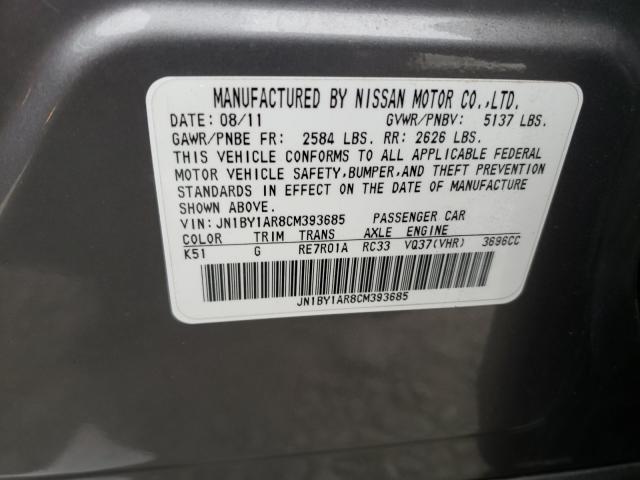 MANUFACTURED BY NISSAN MOTOR CO.,LTD.
DATE: 08/11 GVWR/PNBV: 5137 LBS.
GAWR/PNBE FR: 2584 LBS. RR: 2626 LBS.
THIS VEHICLE CONFORMS TO ALL APPLICABLE FEDERAL
MOTOR VEHICLE SAFETY,BUMPER,AND THEFT PREVENTION
STANDARDS IN EFFECT ON THE DATE OF MANUFACTURE
SHOWN ABOVE.
VIN: JN1BY1AR8CM393685 PASSENGER CAR
COLOR TRIM TRANS AXLE ENGINE
K51 G RE7R01A RC33 VQ37(VHR) 3696CC
JN1BY1AR8CM393685